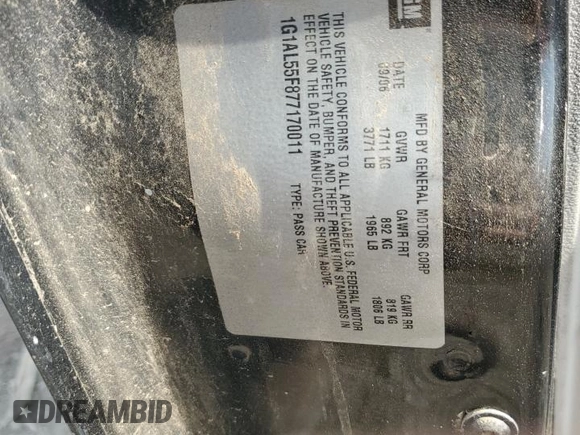 GM
MFD BY GENERAL MOTORS CORP
DATE GVWR GAWR FRT GAWR RR
09/06 1711 KG 892 KG 819 KG
3771 LB 1965 LB 1806 LB
THIS VEHICLE CONFORMS TO ALL APPLICABLE U.S. FEDERAL MOTOR
VEHICLE SAFETY, BUMPER, AND THEFT PREVENTION STANDARDS IN
EFFECT ON THE DATE OF MANUFACTURE SHOWN ABOVE.
1G1AL55F877170011 TYPE: PASS CAR
DREAMBID